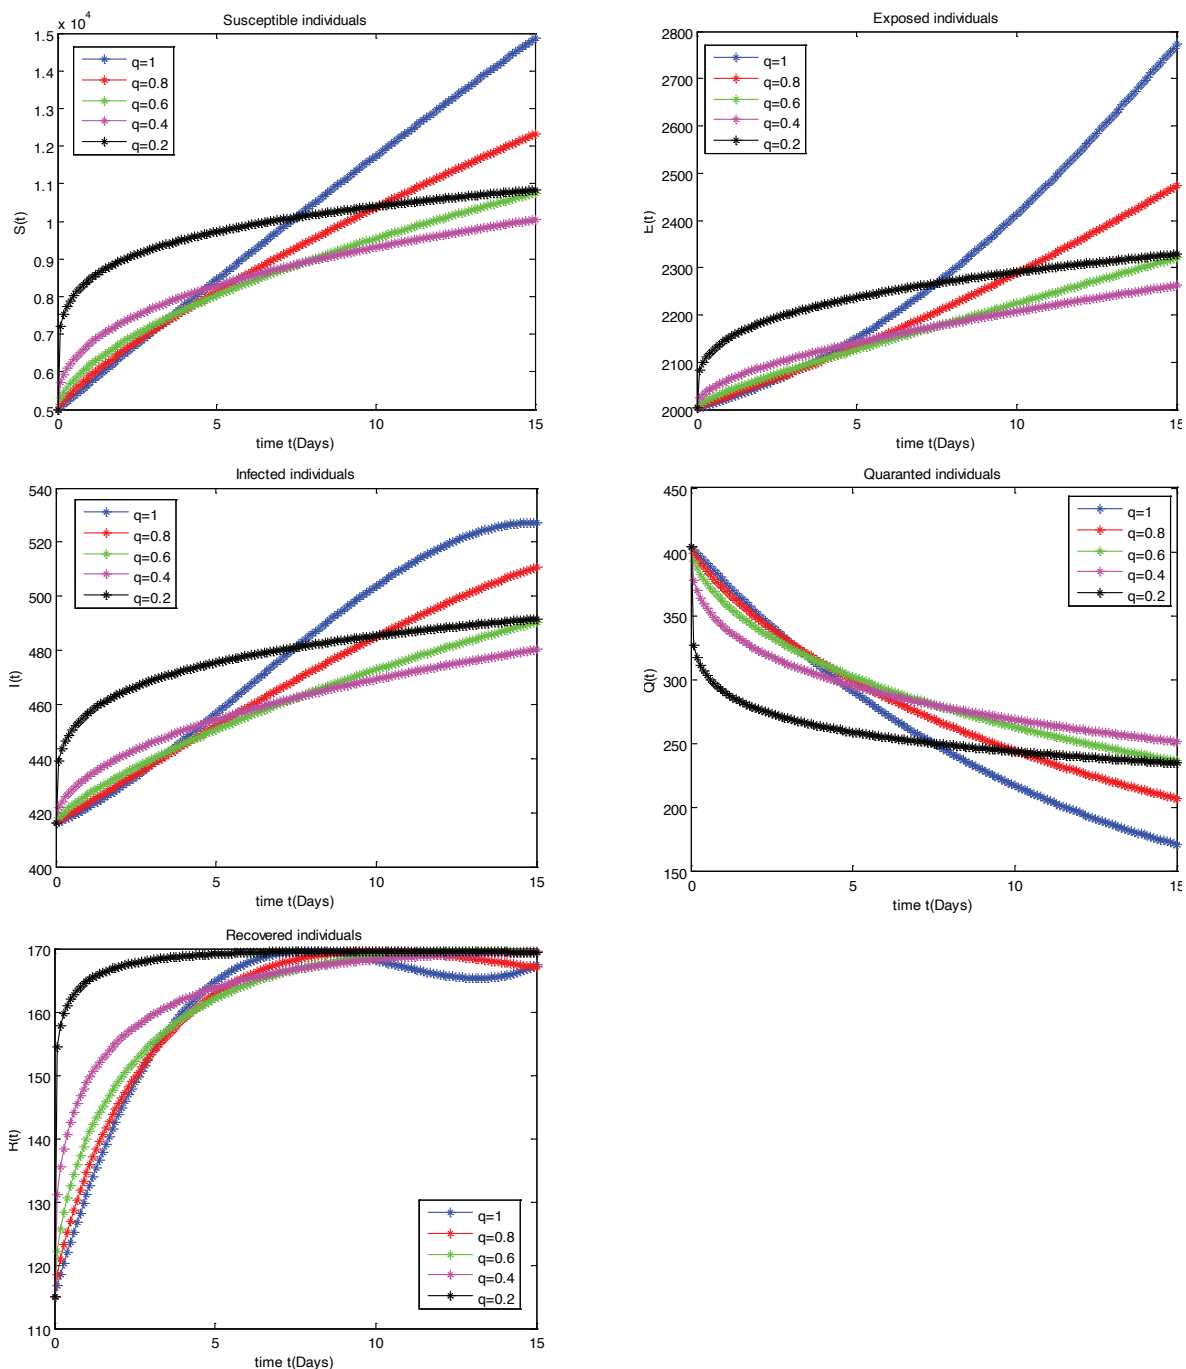 Susceptible individuals
x 10^4
1.5
1.4
1.3
1.2
1.1
1
0.9
0.8
0.7
0.6
0.5
S(t)
q=1
q=0.8
q=0.6
q=0.4
q=0.2
0 5 10 15
time t(Days)
Exposed individuals
2800
2700
2600
2500
2400
2300
2200
2100
2000
E(t)
q=1
q=0.8
q=0.6
q=0.4
q=0.2
0 5 10 15
time t(Days)
Infected individuals
540
520
500
480
460
440
420
400
I(t)
q=1
q=0.8
q=0.6
q=0.4
q=0.2
0 5 10 15
time t(Days)
Quaranted individuals
450
400
350
300
250
200
150
Q(t)
q=1
q=0.8
q=0.6
q=0.4
q=0.2
0 5 10 15
time t(Days)
Recovered individuals
170
160
150
140
130
120
110
R(t)
q=1
q=0.8
q=0.6
q=0.4
q=0.2
0 5 10 15
time t(Days)